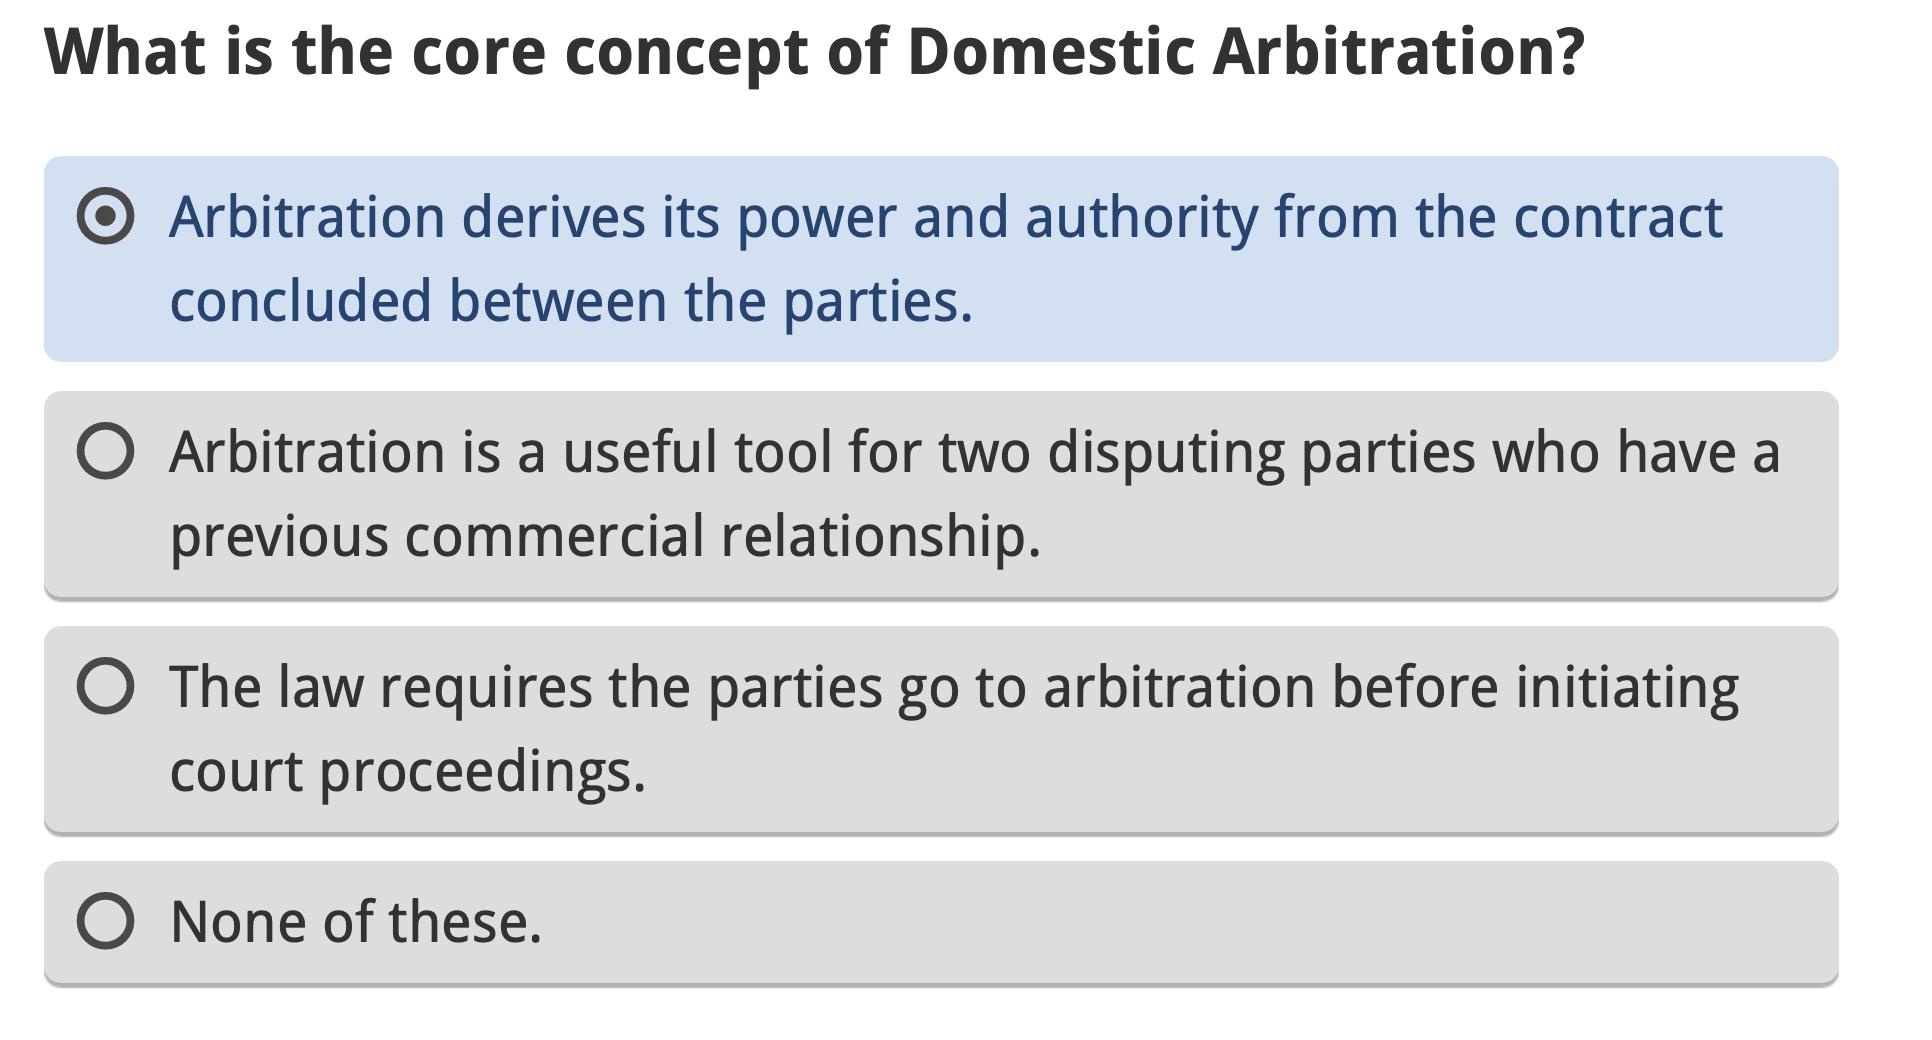 What is the core concept of Domestic Arbitration?
Arbitration derives its power and authority from the contract
concluded between the parties.
Arbitration is a useful tool for two disputing parties who have a
previous commercial relationship.
The law requires the parties go to arbitration before initiating
court proceedings.
None of these.